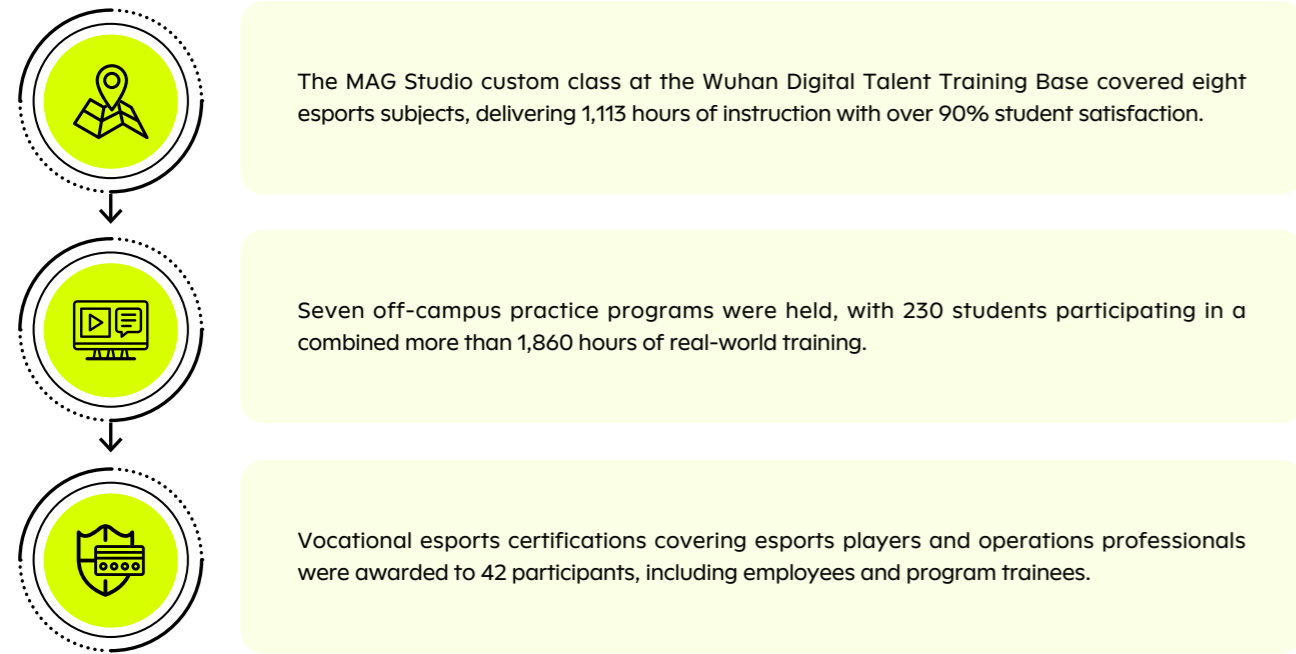 The MAG Studio custom class at the Wuhan Digital Talent Training Base covered eight
esports subjects, delivering 1,113 hours of instruction with over 90% student satisfaction.
Seven off-campus practice programs were held, with 230 students participating in a
combined more than 1,860 hours of real-world training.
Vocational esports certifications covering esports players and operations professionals
were awarded to 42 participants, including employees and program trainees.